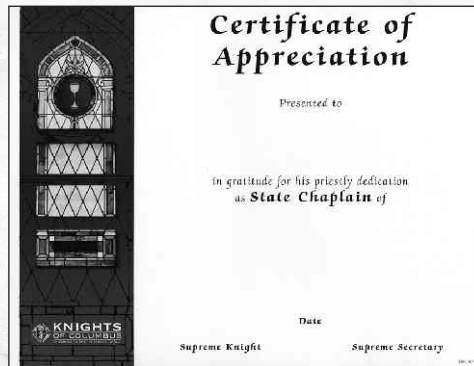 Certificate of
Appreciation
Presented to
in gratitude for his priestly dedication
as State Chaplain of
Date
Supreme Knight
Supreme Secretary
KNIGHTS
OF COLUMBUS